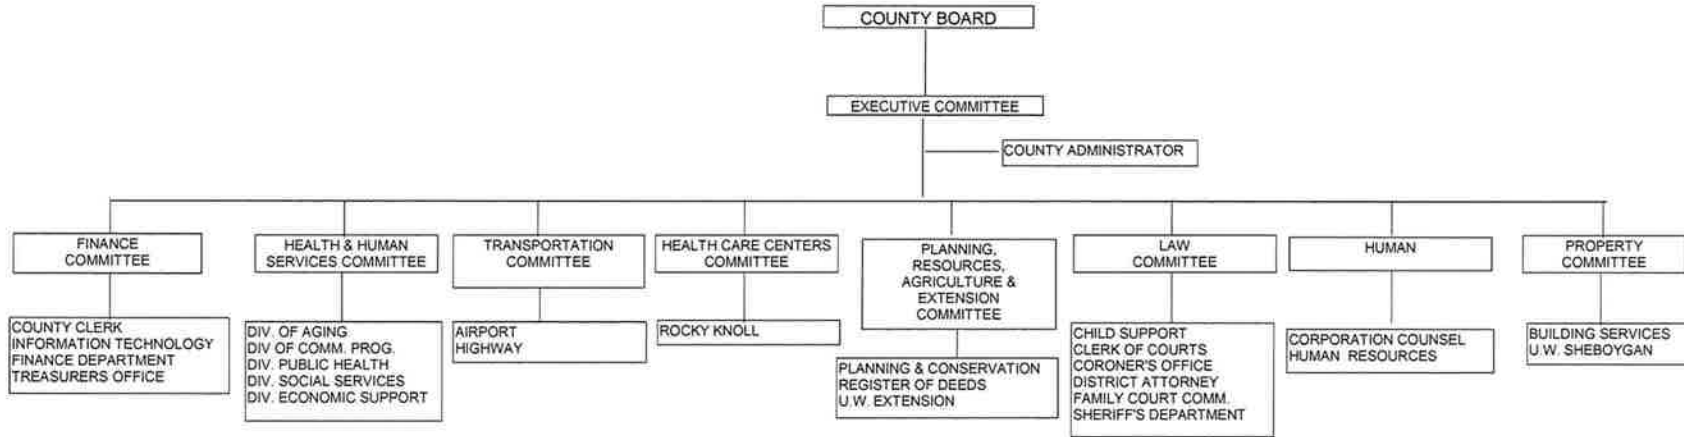 COUNTY BOARD
EXECUTIVE COMMITTEE
COUNTY ADMINISTRATOR
FINANCE
COMMITTEE
HEALTH & HUMAN
SERVICES COMMITTEE
TRANSPORTATION
COMMITTEE
HEALTH CARE CENTERS
COMMITTEE
PLANNING,
RESOURCES,
AGRICULTURE &
EXTENSION
COMMITTEE
LAW
COMMITTEE
HUMAN
PROPERTY
COMMITTEE
COUNTY CLERK
INFORMATION TECHNOLOGY
FINANCE DEPARTMENT
TREASURERS OFFICE
DIV. OF AGING
DIV OF COMM. PROG.
DIV. PUBLIC HEALTH
DIV. SOCIAL SERVICES
DIV. ECONOMIC SUPPORT
AIRPORT
HIGHWAY
ROCKY KNOLL
PLANNING & CONSERVATION
REGISTER OF DEEDS
U.W. EXTENSION
CHILD SUPPORT
CLERK OF COURTS
CORONER'S OFFICE
DISTRICT ATTORNEY
FAMILY COURT COMM.
SHERIFF'S DEPARTMENT
CORPORATION COUNSEL
HUMAN RESOURCES
BUILDING SERVICES
U.W. SHEBOYGAN